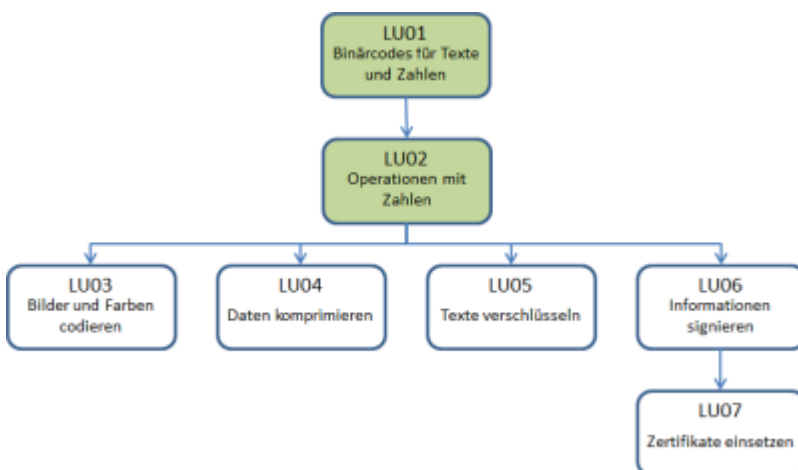 LU01
Binärcodes für Texte
und Zahlen
LU02
Operationen mit
Zahlen
LU03
Bilder und Farben
codieren
LU04
Daten komprimieren
LU05
Texte verschlüsseln
LU06
Informationen
signieren
LU07
Zertifikate einsetzen